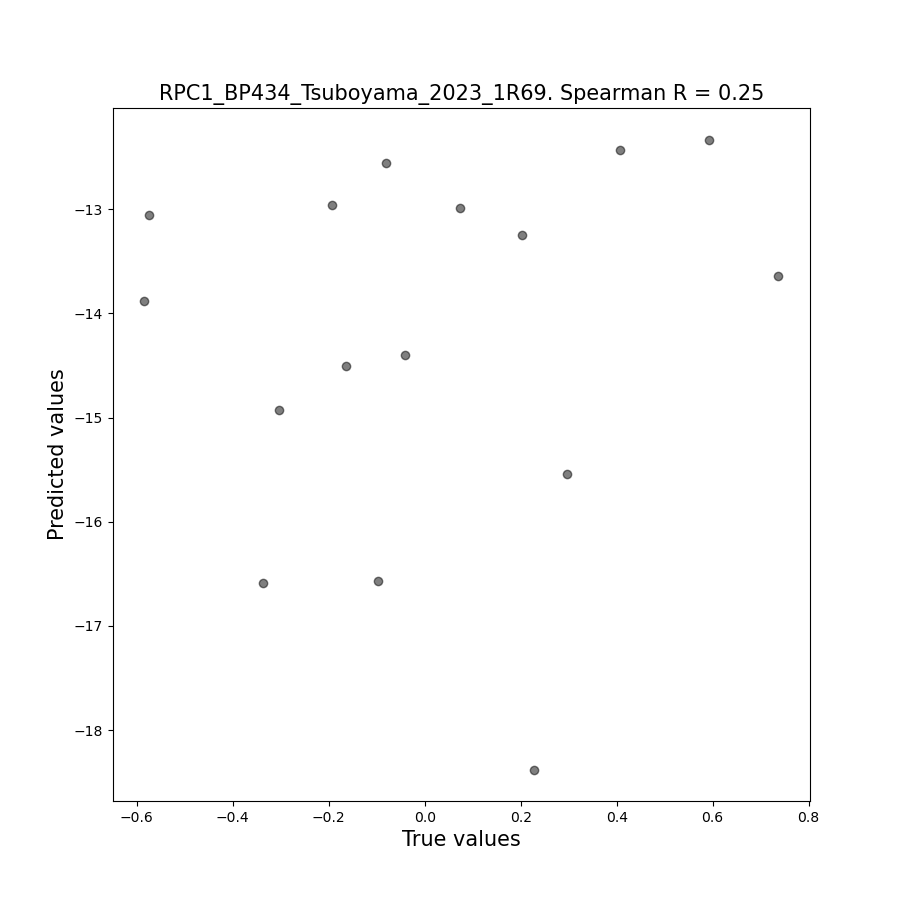 RPC1_BP434_Tsuboyama_2023_1R69. Spearman R = 0.25
Predicted values
−13
−14
−15
−16
−17
−18
−0.6 −0.4 −0.2 0.0 0.2 0.4 0.6 0.8
True values